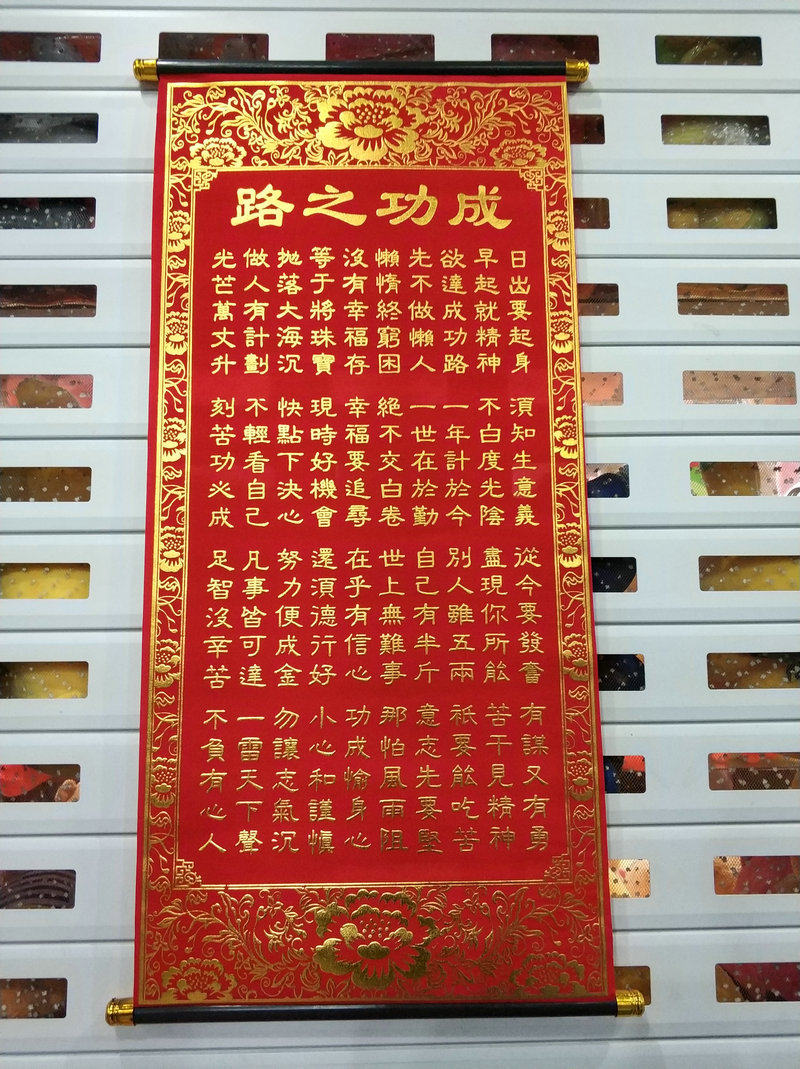 成功之路
日出要起身
早起就精神
欲達成功路
先不做懶人
懶惰終窮困
沒有幸福存
等于將珠寶
拋落大海沉
做人有計劃
光芒萬丈升
須知生意義
不白度光陰
一年計於今
一世在於勤
絕不交白卷
幸福要追尋
現時好機會
快點下決心
不輕看自己
刻苦功必成
從今要發奮
盡現你所能
別人雖五兩
自己有半斤
世上無難事
在乎有信心
還須德行好
努力便成金
凡事皆可達
足智沒辛苦
有謀又有勇
苦干見精神
祇要能吃苦
意志先要堅
那怕風雨阻
功成愉身心
小心和謹慎
勿讓志氣沉
一雷天下聲
不負有心人